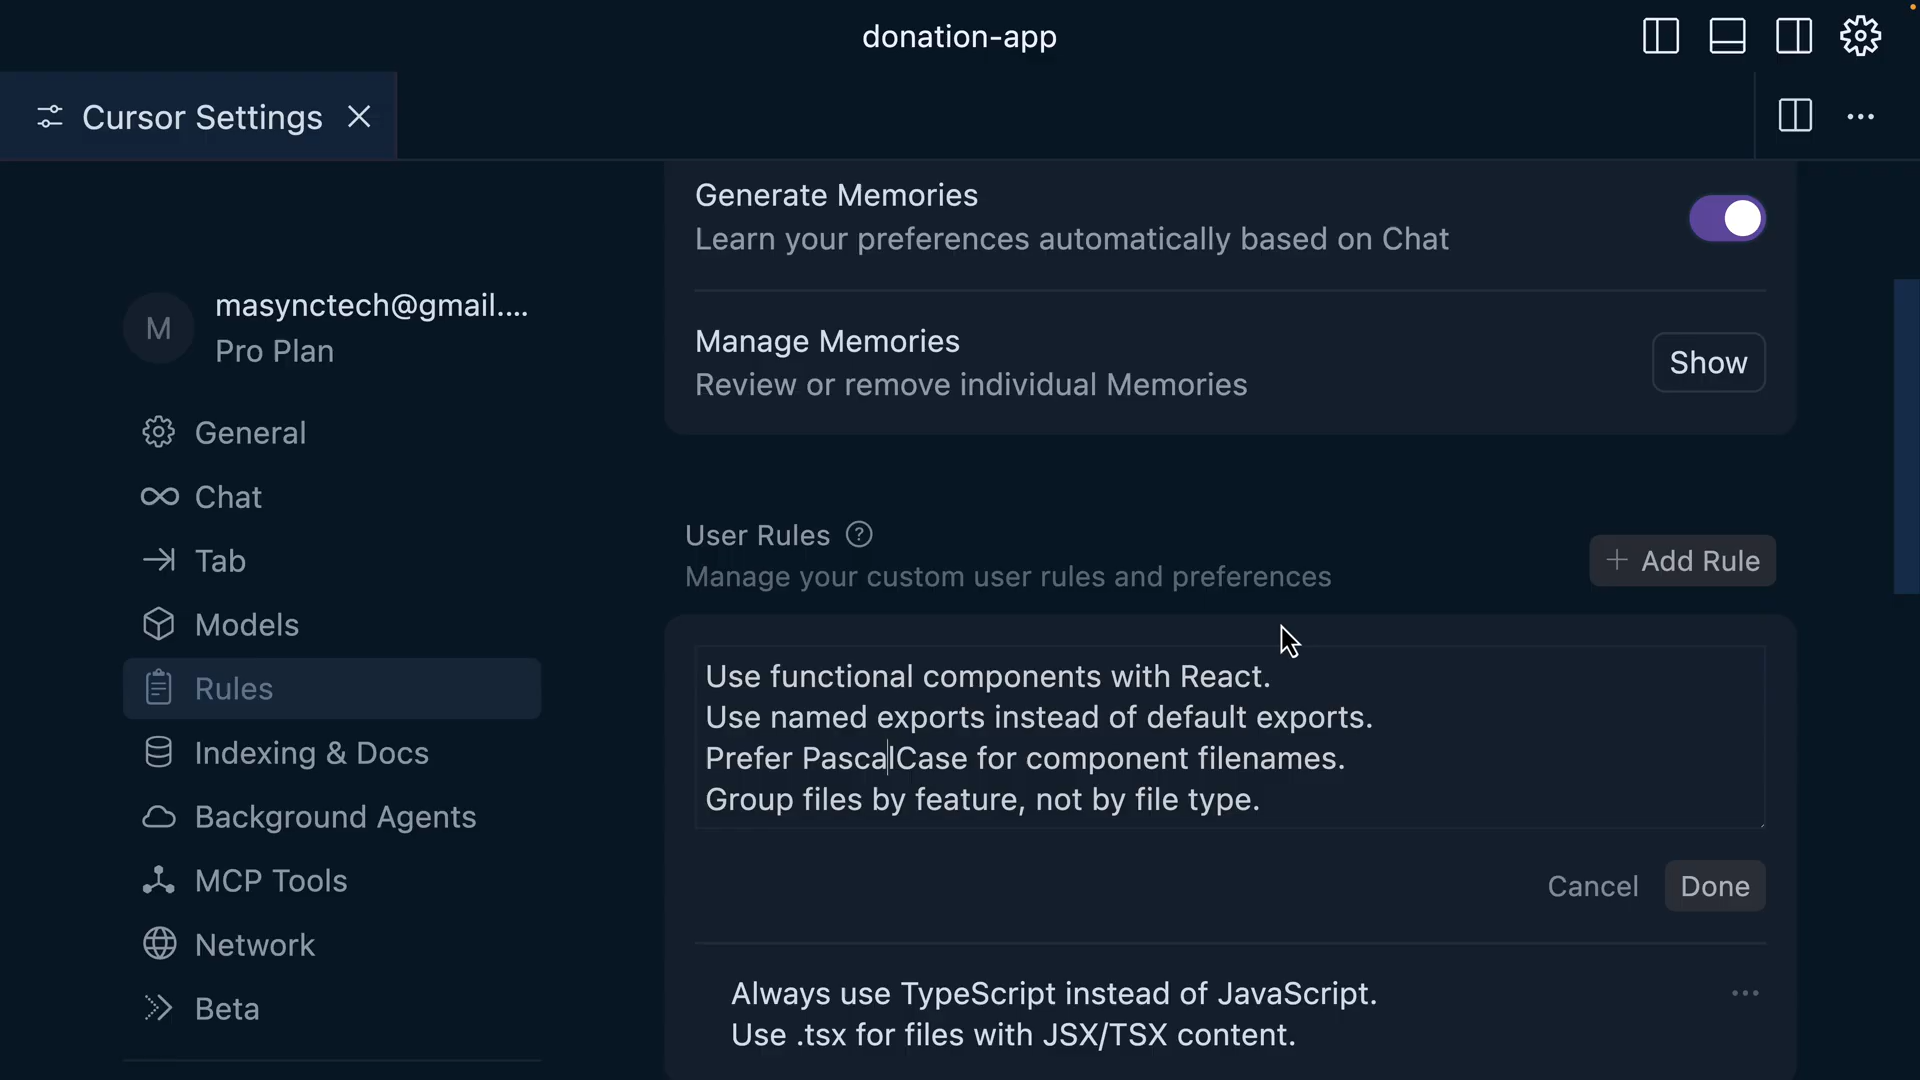 donation-app
Cursor Settings
Generate Memories
Learn your preferences automatically based on Chat
M
masynctech@gmail....
Pro Plan
Manage Memories
Review or remove individual Memories
Show
General
Chat
Tab
Models
Rules
Indexing & Docs
Background Agents
MCP Tools
Network
Beta
User Rules
Manage your custom user rules and preferences
Add Rule
Use functional components with React.
Use named exports instead of default exports.
Prefer PascalCase for component filenames.
Group files by feature, not by file type.
Cancel
Done
Always use TypeScript instead of JavaScript.
Use .tsx for files with JSX/TSX content.